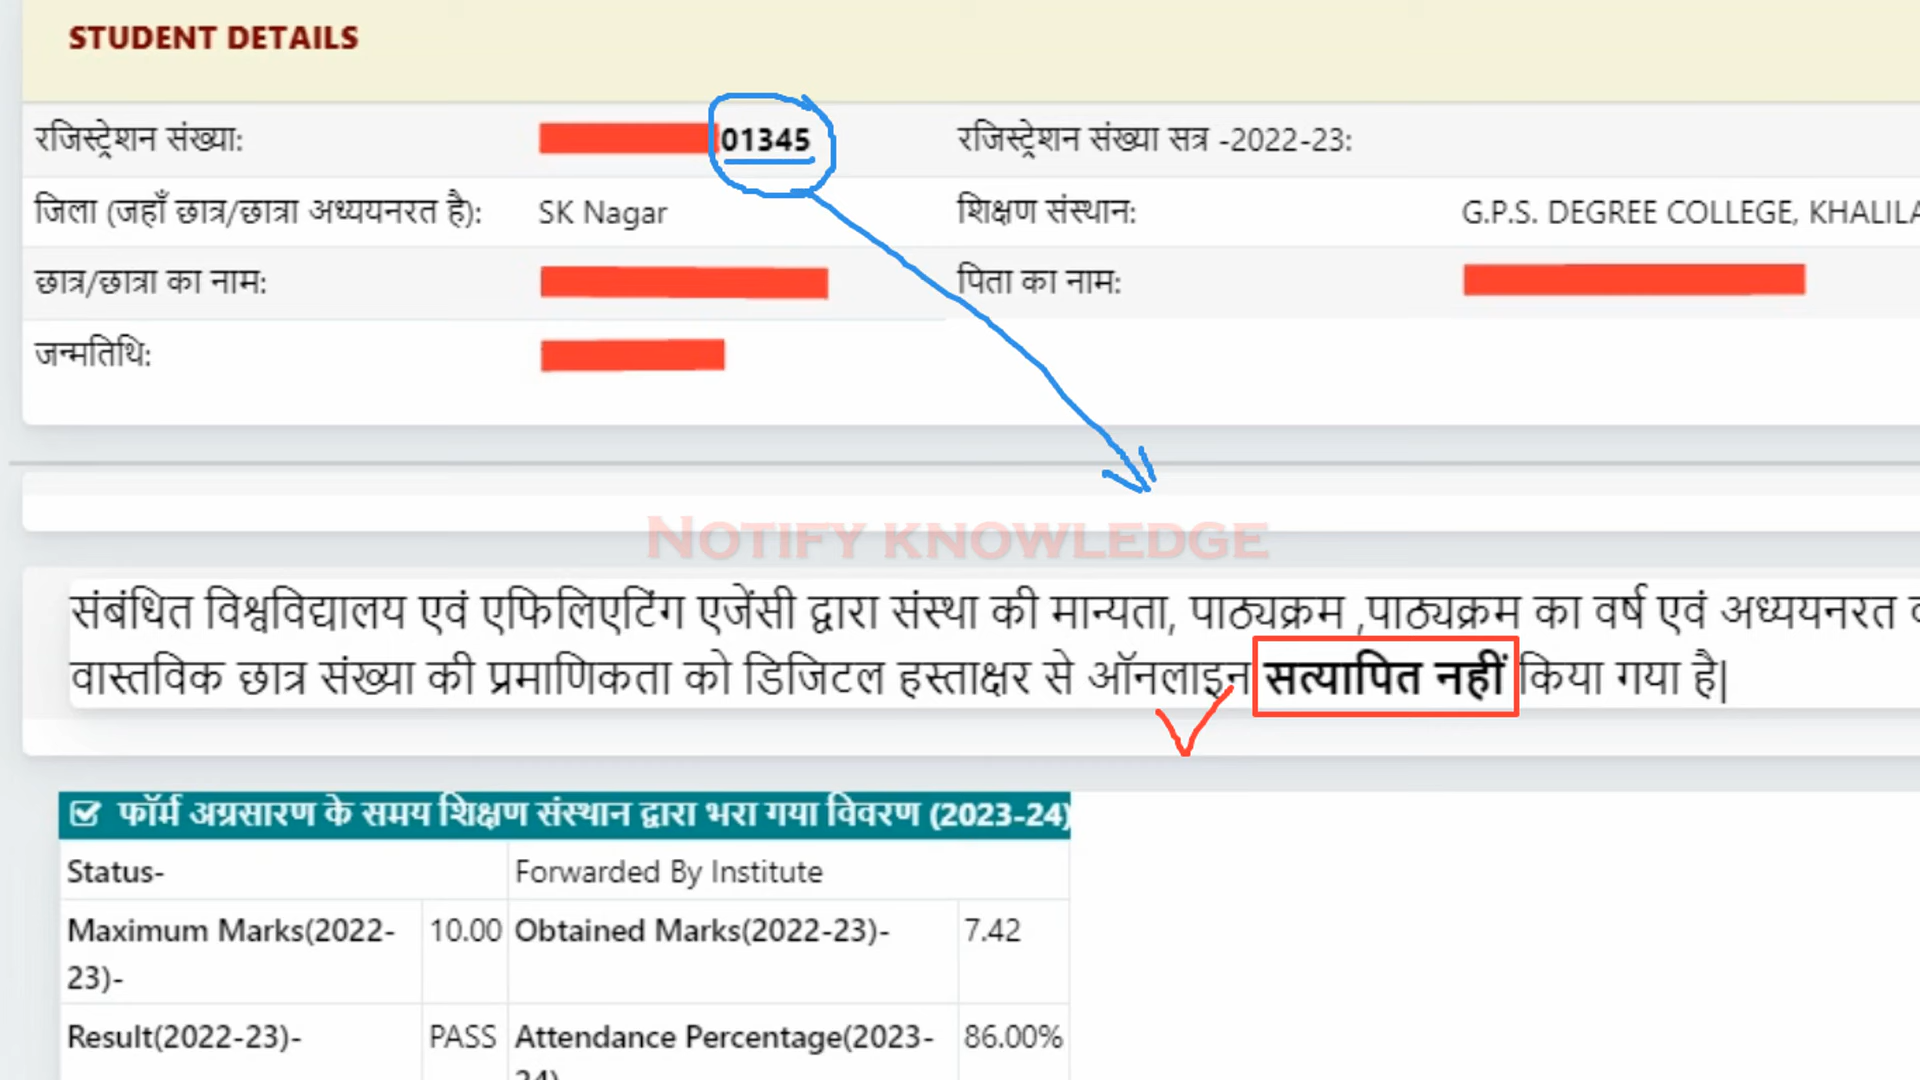 STUDENT DETAILS
रजिस्ट्रेशन संख्या: 01345 रजिस्ट्रेशन संख्या सत्र -2022-23:
जिला (जहाँ छात्र/छात्रा अध्ययनरत है): SK Nagar शिक्षण संस्थान: G.P.S. DEGREE COLLEGE,
छात्र/छात्रा का नाम: पिता का नाम:
जन्मतिथि:
NOTIFY KNOWLEDGE
संबंधित विश्वविद्यालय एवं एफिलिएटिंग एजेंसी द्वारा संस्था की मान्यता, पाठ्यक्रम ,पाठ्यक्रम का वर्ष एवं अध्ययनरत
वास्तविक छात्र संख्या की प्रमाणिकता को डिजिटल हस्ताक्षर से ऑनलाइन सत्यापित नहीं किया गया है|
फॉर्म अग्रसारण के समय शिक्षण संस्थान द्वारा भरा गया विवरण (2023-24)
Status- Forwarded By Institute
Maximum Marks(2022- 10.00 Obtained Marks(2022-23)- 7.42
23)-
Result(2022-23)- PASS Attendance Percentage(2023- 86.00%